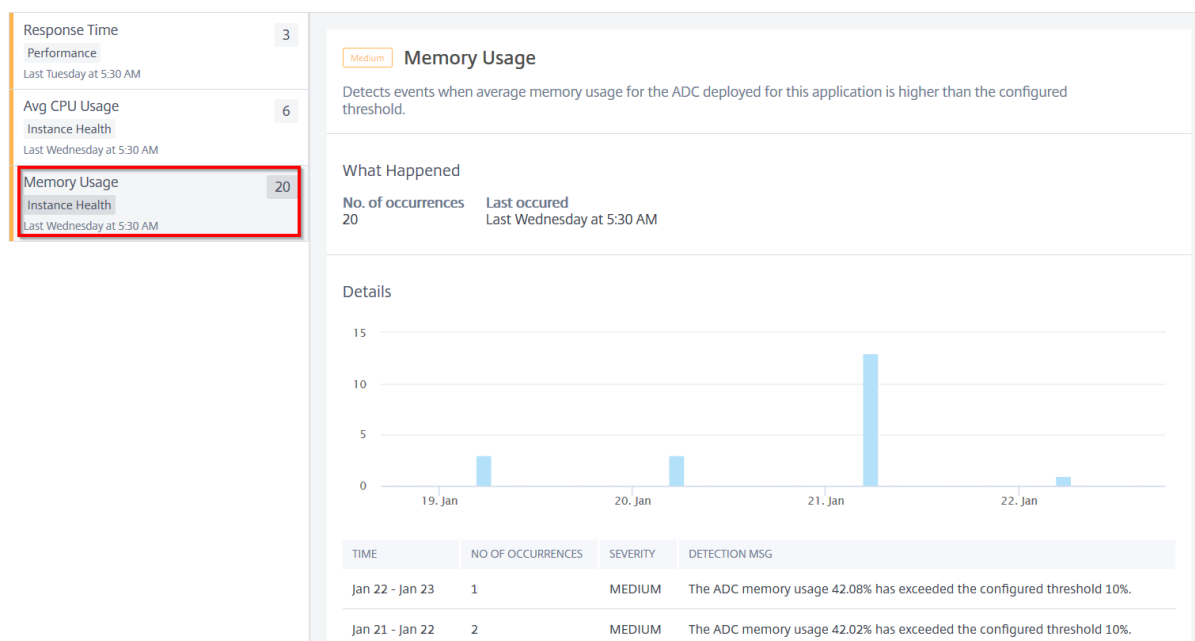 Response Time
3
Performance
Last Tuesday at 5:30 AM
Avg CPU Usage
6
Instance Health
Last Wednesday at 5:30 AM
Memory Usage
20
Instance Health
Last Wednesday at 5:30 AM
Medium Memory Usage
Detects events when average memory usage for the ADC deployed for this application is higher than the configured
threshold.
What Happened
No. of occurrences Last occured
20 Last Wednesday at 5:30 AM
Details
15
10
5
0
19. Jan 20. Jan 21. Jan 22. Jan
TIME NO OF OCCURRENCES SEVERITY DETECTION MSG
Jan 22 - Jan 23 1 MEDIUM The ADC memory usage 42.08% has exceeded the configured threshold 10%.
Jan 21 - Jan 22 2 MEDIUM The ADC memory usage 42.02% has exceeded the configured threshold 10%.